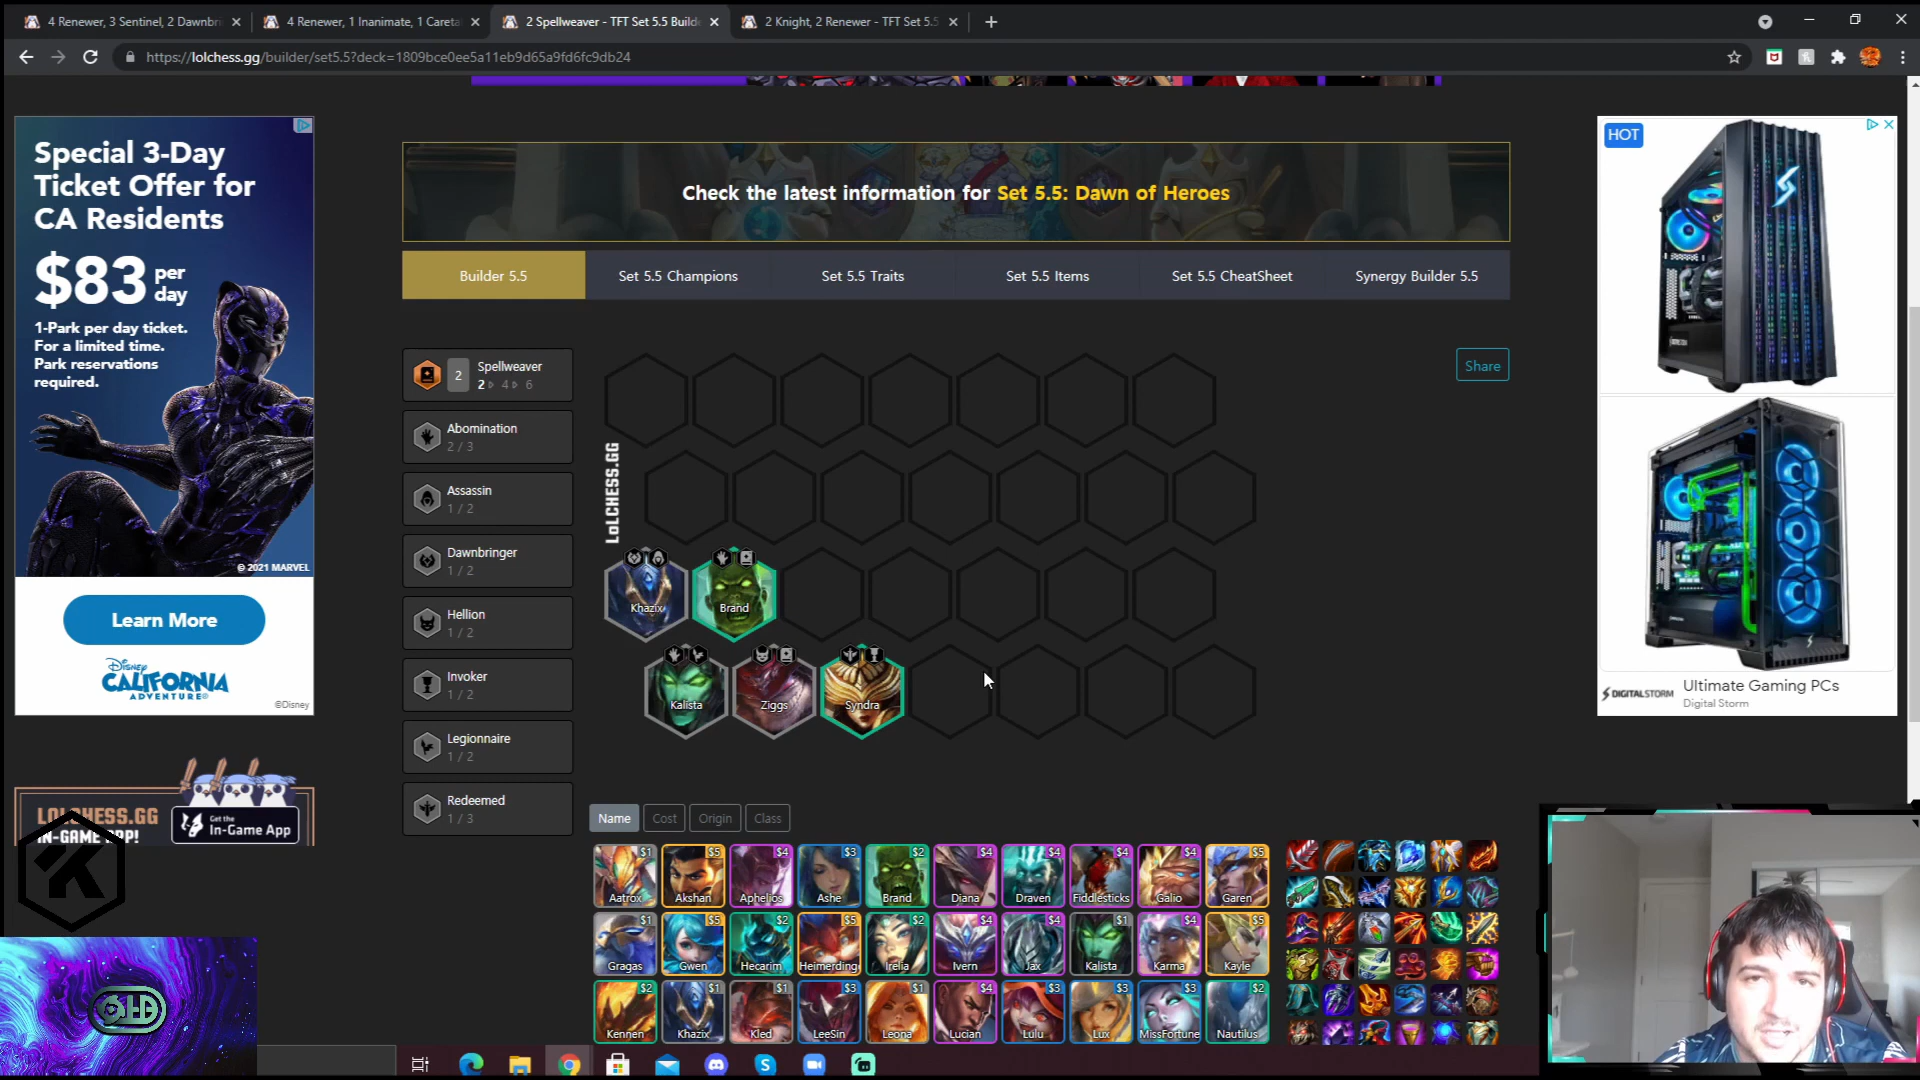 4 Renewer, 3 Sentinel, 2 Dawnbri
4 Renewer, 1 Inanimate, 1 Careta
2 Spellweaver - TFT Set 5.5 Builde
2 Knight, 2 Renewer - TFT Set 5.5
https://lolchess.gg/builder/set5.5?deck=1809bce0ee5a11eb9d65a9fd6fc9db24
Special 3-Day
Ticket Offer for
CA Residents
$83 per day
1-Park per day ticket.
For a limited time.
Park reservations
required.
© 2021 MARVEL
Learn More
Disney
CALIFORNIA
ADVENTURE
©Disney
LOLCHESS.GG
IN-GAME APP!
Get the
In-Game App
Check the latest information for Set 5.5: Dawn of Heroes
Builder 5.5
Set 5.5 Champions
Set 5.5 Traits
Set 5.5 Items
Set 5.5 CheatSheet
Synergy Builder 5.5
2 Spellweaver
2 4 6
Abomination
2 / 3
Assassin
1 / 2
Dawnbringer
1 / 2
Hellion
1 / 2
Invoker
1 / 2
Legionnaire
1 / 2
Redeemed
1 / 3
Share
LoLCHESS.GG
Khazix
Brand
Kalista
Ziggs
Syndra
Name
Cost
Origin
Class
$1 $5 $4 $3 $2 $4 $4 $4 $4 $5
Aatrox Akshan Aphelios Ashe Brand Diana Draven Fiddlesticks Galio Garen
$1 $5 $2 $5 $2 $4 $4 $1 $4 $5
Gragas Gwen Hecarim Heimerding Irelia Ivern Jax Kalista Karma Kayle
$2 $1 $1 $3 $1 $4 $3 $3 $3 $2
Kennen Khazix Kled LeeSin Leona Lucian Lulu Lux MissFortune Nautilus
HOT
DIGITALSTORM
Ultimate Gaming PCs
Digital Storm